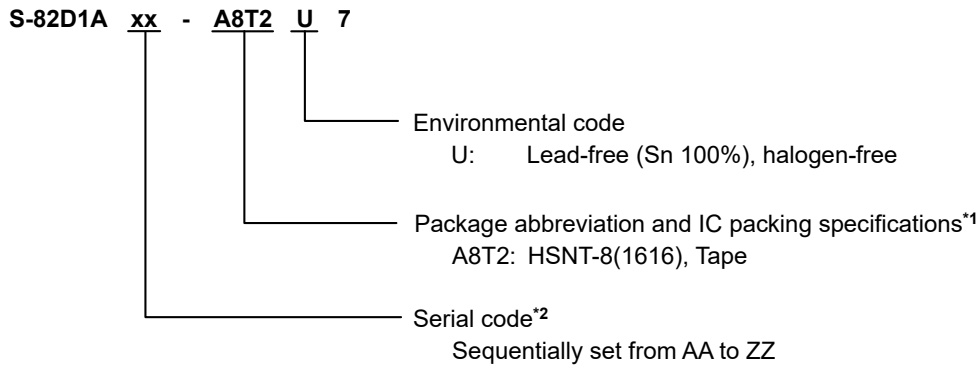 S-82D1A xx - A8T2 U 7
Environmental code
U: Lead-free (Sn 100%), halogen-free
Package abbreviation and IC packing specifications*1
A8T2: HSNT-8(1616), Tape
Serial code*2
Sequentially set from AA to ZZ